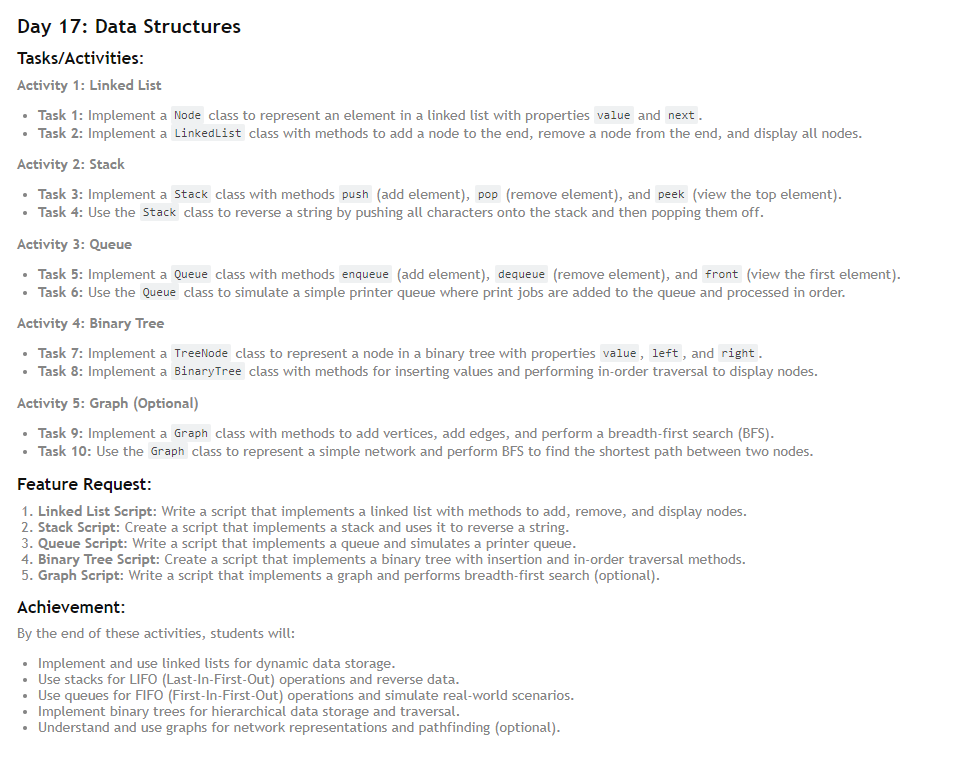 Day 17: Data Structures
Tasks/Activities:
Activity 1: Linked List
• Task 1: Implement a Node class to represent an element in a linked list with properties value and next.
• Task 2: Implement a LinkedList class with methods to add a node to the end, remove a node from the end, and display all nodes.
Activity 2: Stack
• Task 3: Implement a Stack class with methods push (add element), pop (remove element), and peek (view the top element).
• Task 4: Use the Stack class to reverse a string by pushing all characters onto the stack and then popping them off.
Activity 3: Queue
• Task 5: Implement a Queue class with methods enqueue (add element), dequeue (remove element), and front (view the first element).
• Task 6: Use the Queue class to simulate a simple printer queue where print jobs are added to the queue and processed in order.
Activity 4: Binary Tree
• Task 7: Implement a TreeNode class to represent a node in a binary tree with properties value, left, and right.
• Task 8: Implement a BinaryTree class with methods for inserting values and performing in-order traversal to display nodes.
Activity 5: Graph (Optional)
• Task 9: Implement a Graph class with methods to add vertices, add edges, and perform a breadth-first search (BFS).
• Task 10: Use the Graph class to represent a simple network and perform BFS to find the shortest path between two nodes.
Feature Request:
1. Linked List Script: Write a script that implements a linked list with methods to add, remove, and display nodes.
2. Stack Script: Create a script that implements a stack and uses it to reverse a string.
3. Queue Script: Write a script that implements a queue and simulates a printer queue.
4. Binary Tree Script: Create a script that implements a binary tree with insertion and in-order traversal methods.
5. Graph Script: Write a script that implements a graph and performs breadth-first search (optional).
Achievement:
By the end of these activities, students will:
• Implement and use linked lists for dynamic data storage.
• Use stacks for LIFO (Last-In-First-Out) operations and reverse data.
• Use queues for FIFO (First-In-First-Out) operations and simulate real-world scenarios.
• Implement binary trees for hierarchical data storage and traversal.
• Understand and use graphs for network representations and pathfinding (optional).